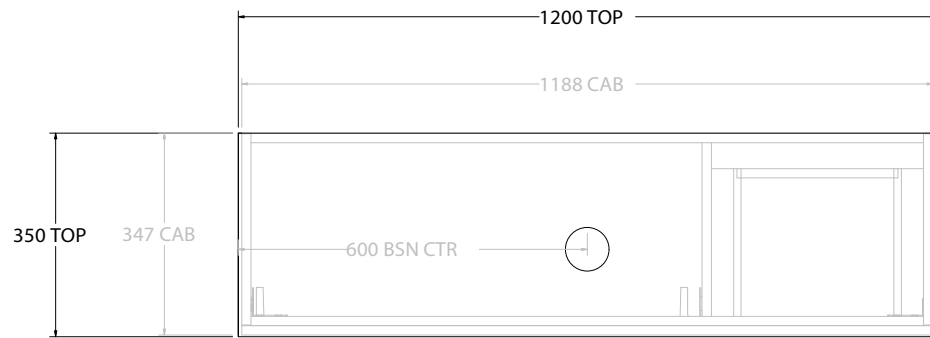 1200 TOP
1188 CAB
350 TOP
347 CAB
600 BSN CTR